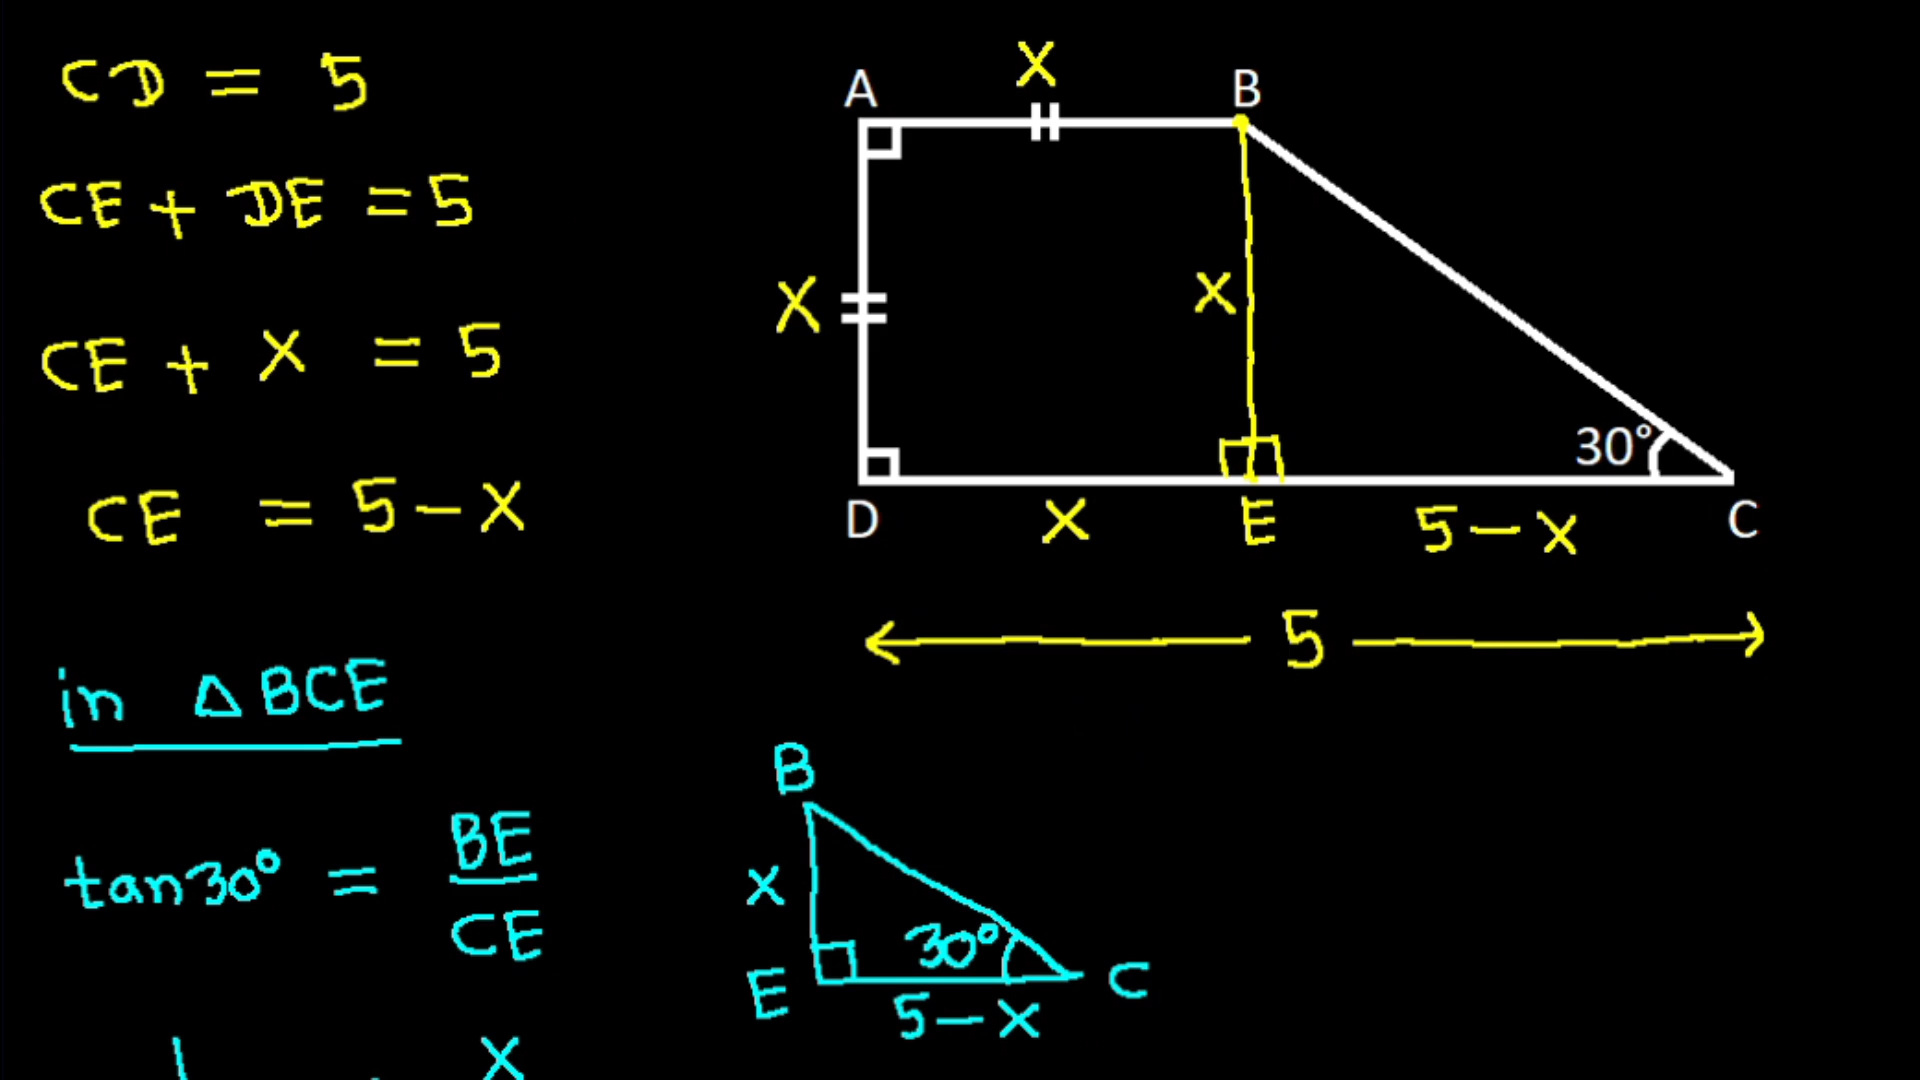 CD = 5
CE + DE = 5
CE + X = 5
CE = 5 - X
in △ BCE
tan30° = BE
CE
X
X
A
B
X
X
30°
D
X
E
5 - X
C
5
B
X
30°
E
C
5 - X